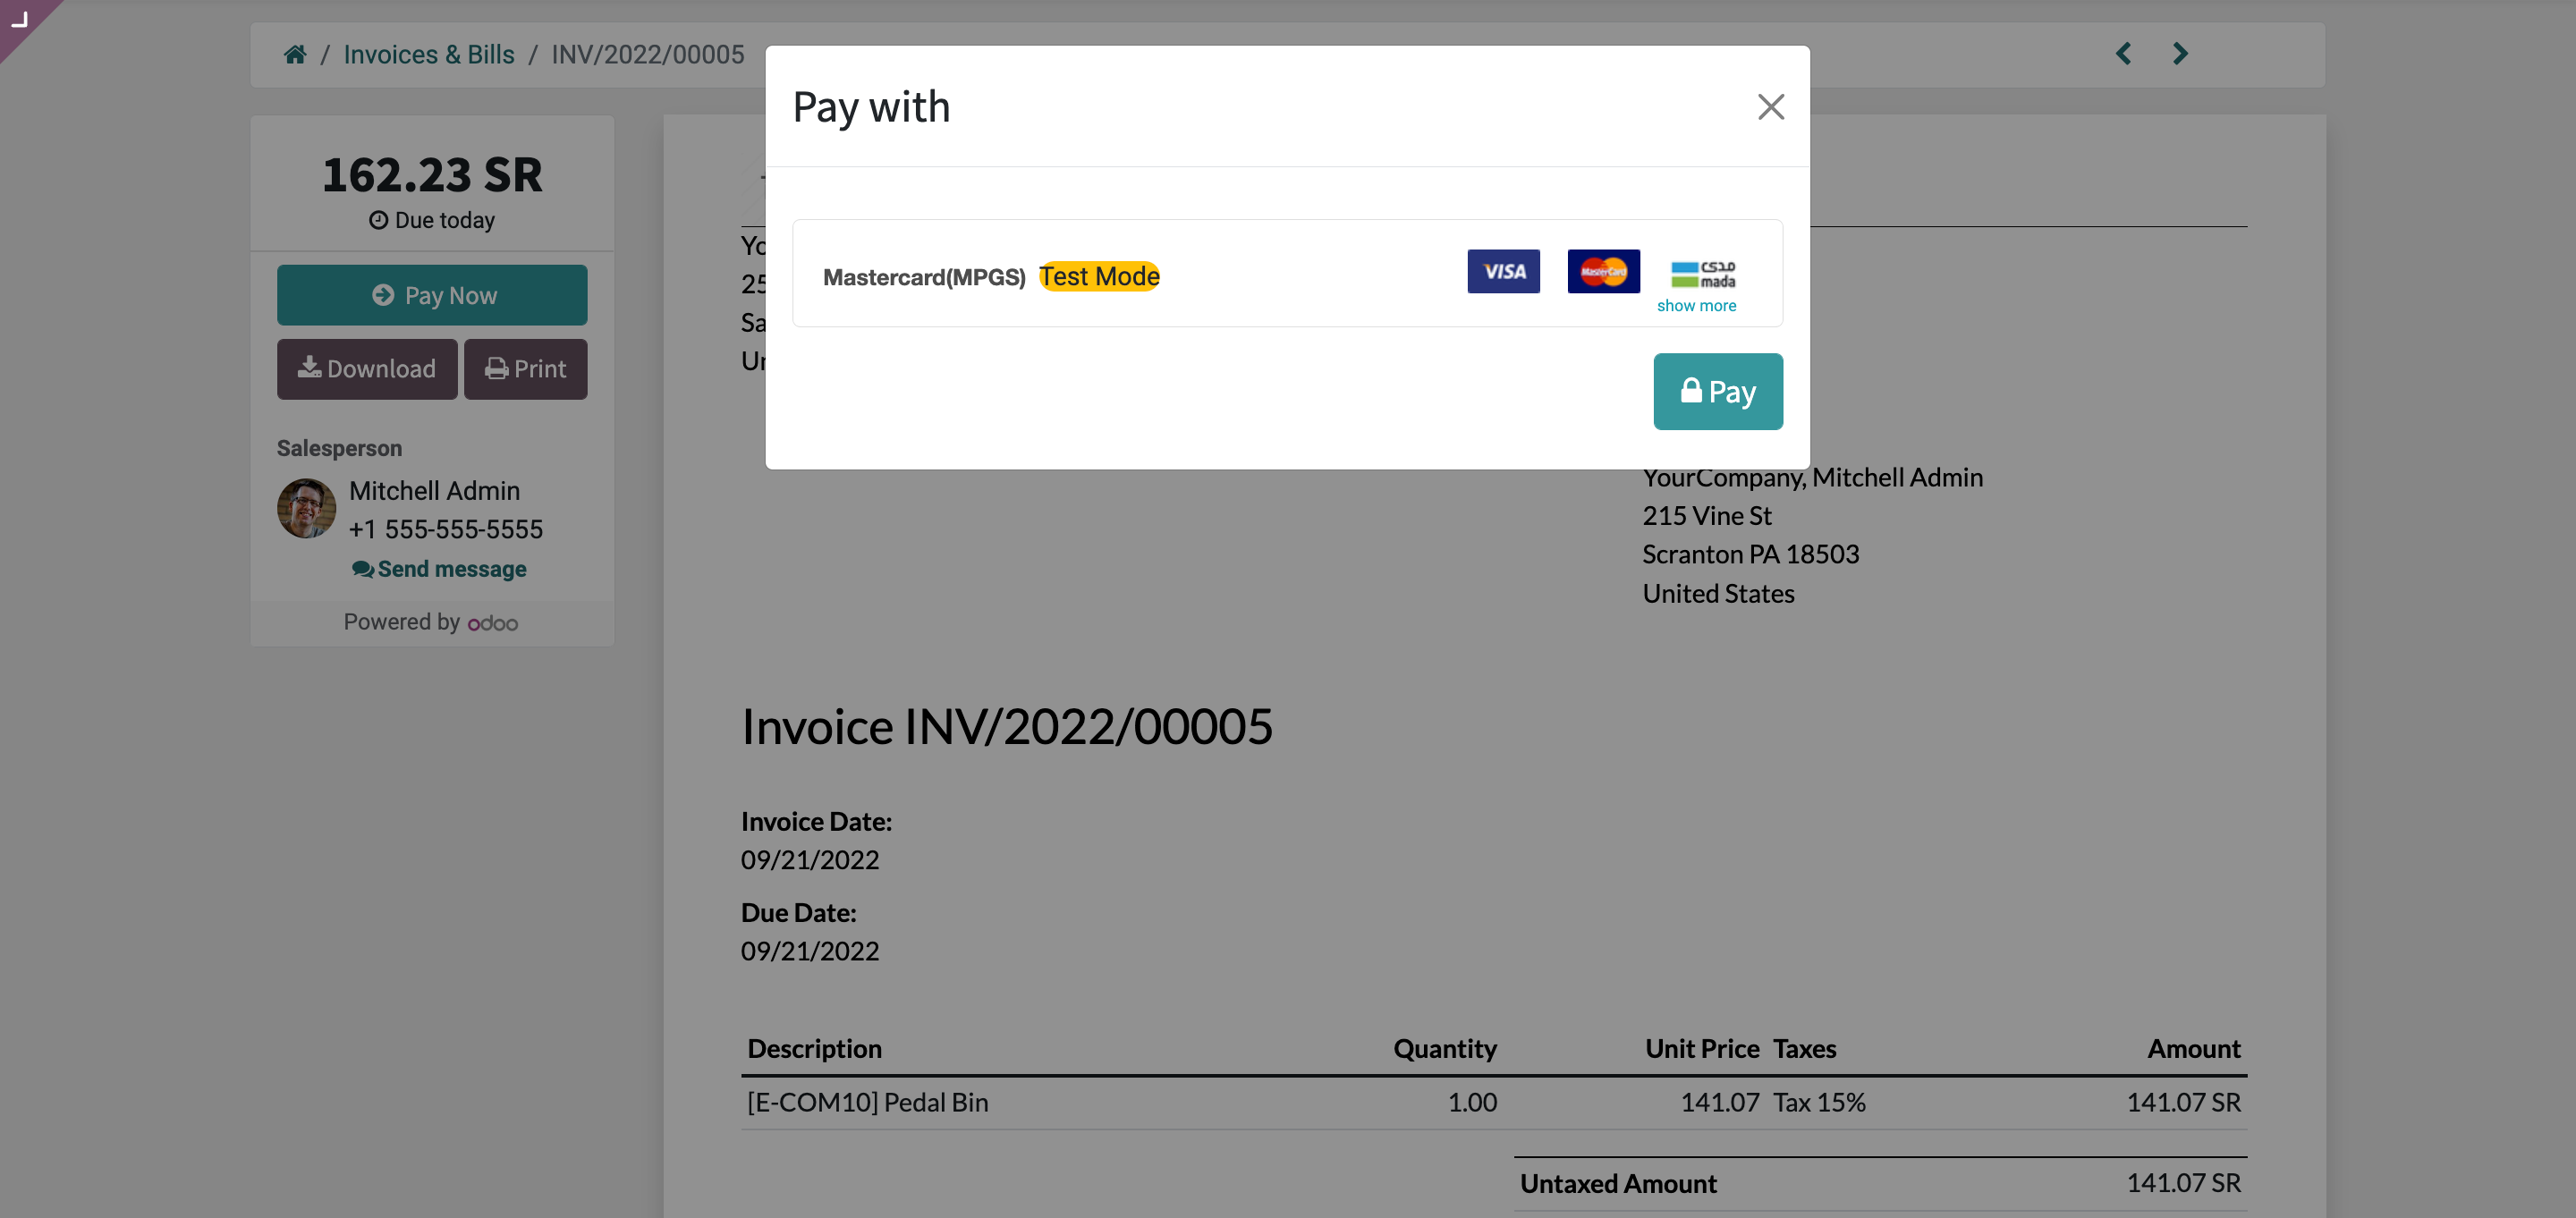 / Invoices & Bills / INV/2022/00005
162.23 SR
Due today
Pay Now
Download Print
Salesperson
Mitchell Admin
+1 555-555-5555
Send message
Powered by odoo
Pay with
Mastercard(MPGS) Test Mode
VISA MasterCard مدى mada
show more
Pay
Yo
25
Sa
Un
YourCompany, Mitchell Admin
215 Vine St
Scranton PA 18503
United States
Invoice INV/2022/00005
Invoice Date:
09/21/2022
Due Date:
09/21/2022
Description Quantity Unit Price Taxes Amount
[E-COM10] Pedal Bin 1.00 141.07 Tax 15% 141.07 SR
Untaxed Amount 141.07 SR